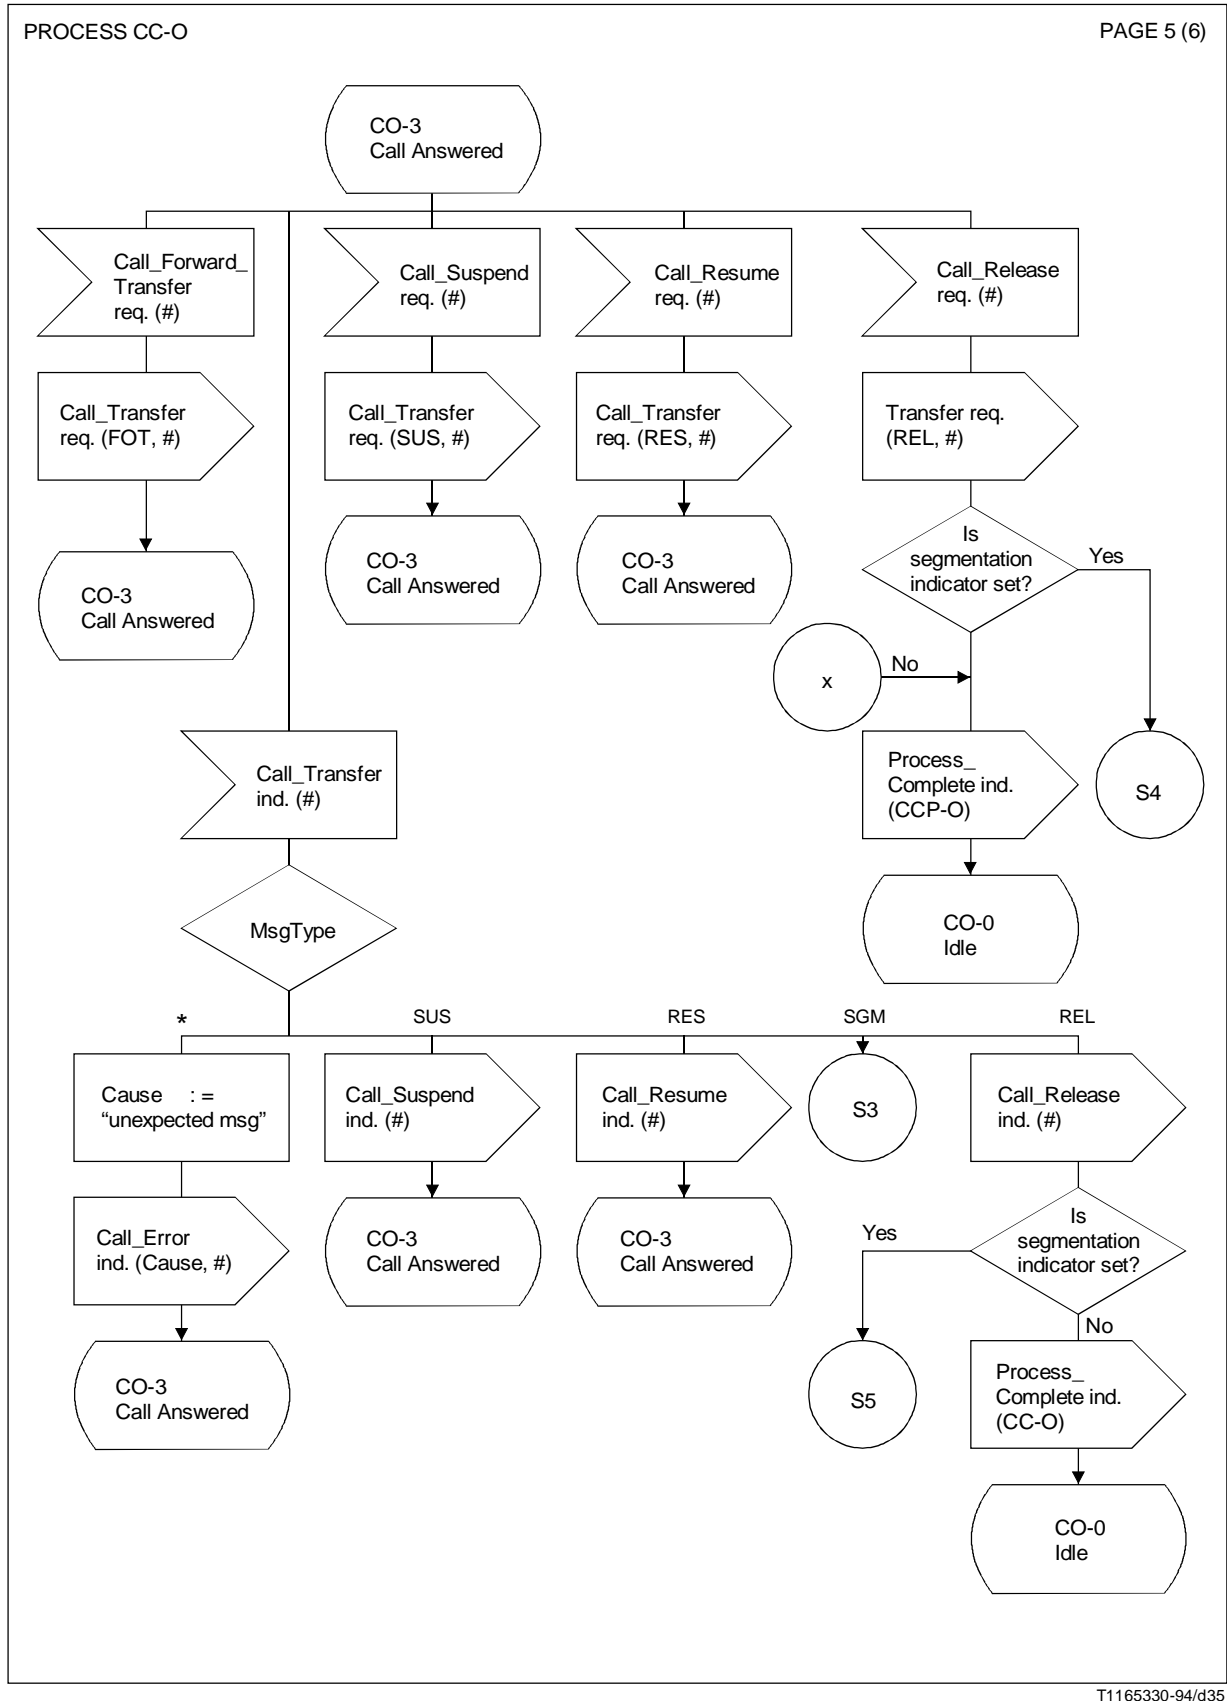 PROCESS CC-O
PAGE 5 (6)
CO-3
Call Answered
Call_Forward_
Transfer
req. (#)
Call_Suspend
req. (#)
Call_Resume
req. (#)
Call_Release
req. (#)
Call_Transfer
req. (FOT, #)
Call_Transfer
req. (SUS, #)
Call_Transfer
req. (RES, #)
Transfer req.
(REL, #)
CO-3
Call Answered
CO-3
Call Answered
CO-3
Call Answered
Is
segmentation
indicator set?
Yes
No
x
Call_Transfer
ind. (#)
Process_
Complete ind.
(CCP-O)
S4
MsgType
CO-0
Idle
*
SUS
RES
SGM
REL
Cause : =
“unexpected msg”
Call_Suspend
ind. (#)
Call_Resume
ind. (#)
S3
Call_Release
ind. (#)
Call_Error
ind. (Cause, #)
CO-3
Call Answered
CO-3
Call Answered
Yes
Is
segmentation
indicator set?
No
CO-3
Call Answered
S5
Process_
Complete ind.
(CC-O)
CO-0
Idle
T1165330-94/d35